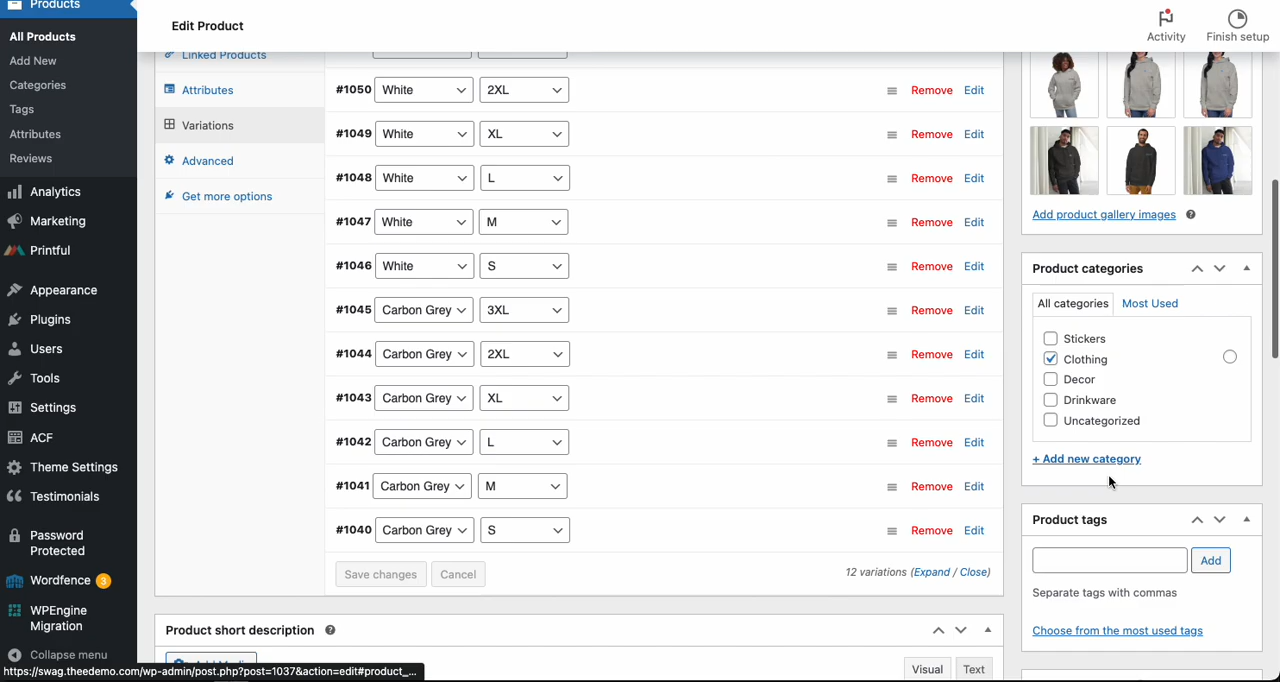 Products
Edit Product
Activity
Finish setup
All Products
Add New
Categories
Tags
Attributes
Reviews
Analytics
Marketing
Printful
Appearance
Plugins
Users
Tools
Settings
ACF
Theme Settings
Testimonials
Password
Protected
Wordfence 3
WPEngine
Migration
Collapse menu
https://swag.theedemo.com/wp-admin/post.php?post=1037&action=edit#product_...
Linked Products
Attributes
Variations
Advanced
Get more options
#1050 White 2XL Remove Edit
#1049 White XL Remove Edit
#1048 White L Remove Edit
#1047 White M Remove Edit
#1046 White S Remove Edit
#1045 Carbon Grey 3XL Remove Edit
#1044 Carbon Grey 2XL Remove Edit
#1043 Carbon Grey XL Remove Edit
#1042 Carbon Grey L Remove Edit
#1041 Carbon Grey M Remove Edit
#1040 Carbon Grey S Remove Edit
Save changes Cancel 12 variations (Expand / Close)
Product short description ?
Visual Text
Add product gallery images ?
Product categories
All categories Most Used
Stickers
Clothing
Decor
Drinkware
Uncategorized
+ Add new category
Product tags
Add
Separate tags with commas
Choose from the most used tags